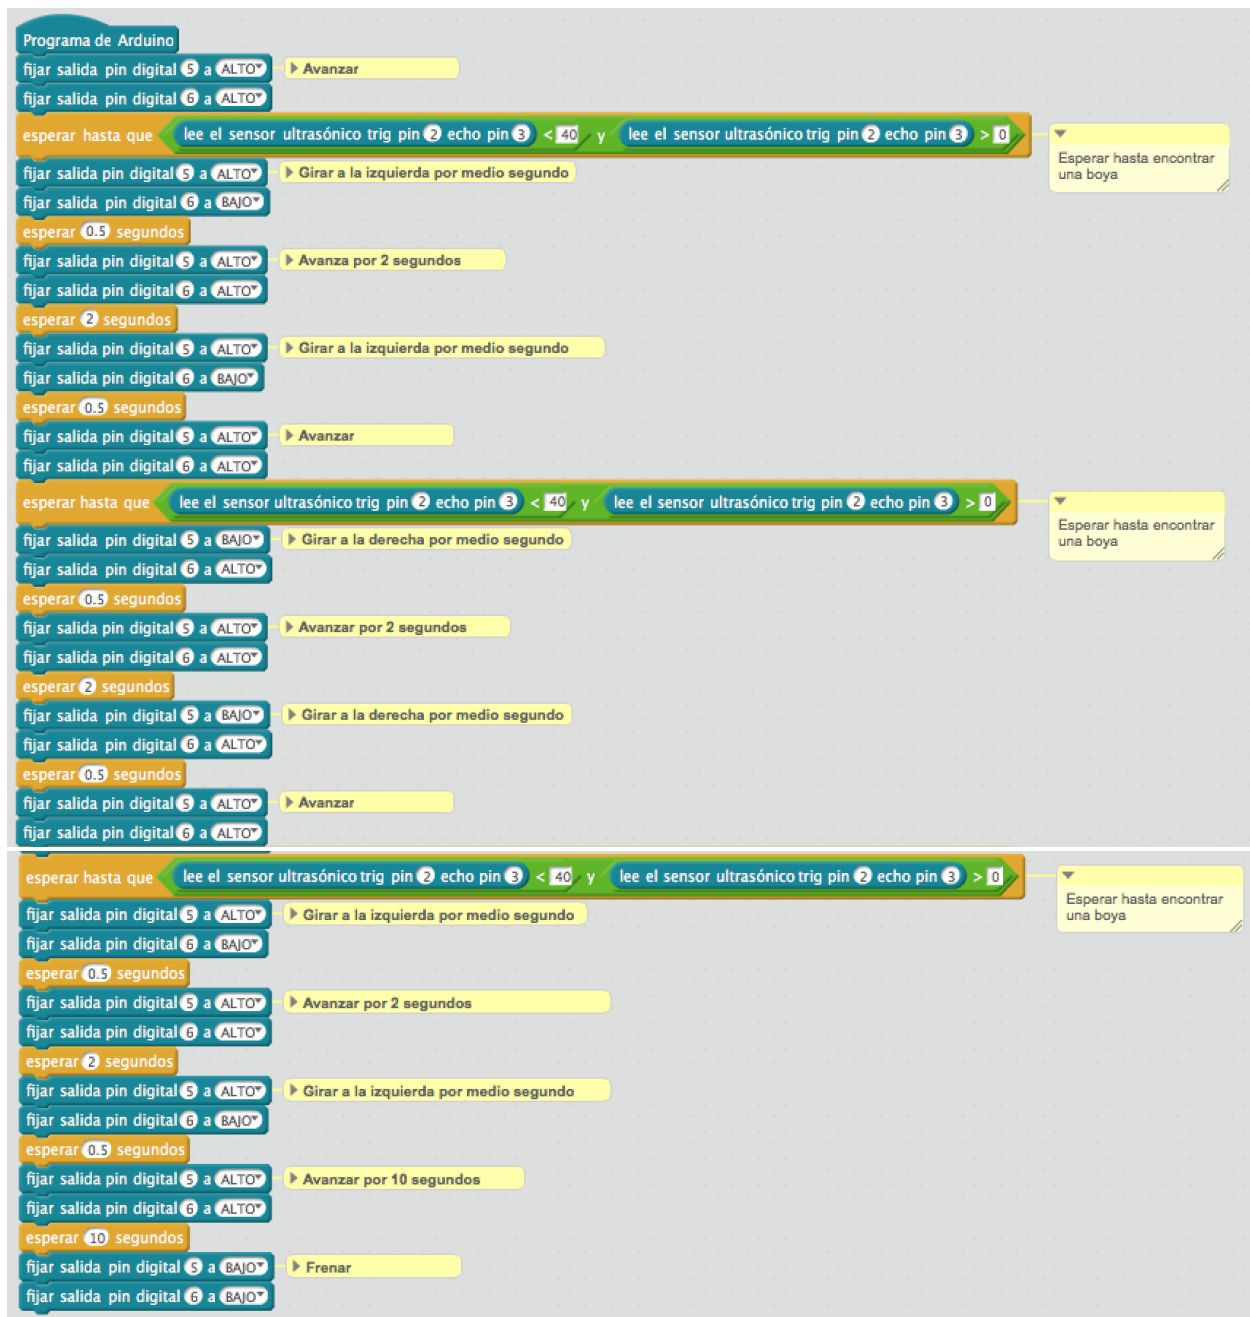 Programa de Arduino
fijar salida pin digital 5 a ALTO Avanzar
fijar salida pin digital 6 a ALTO
esperar hasta que lee el sensor ultrasónico trig pin 2 echo pin 3 < 40 y lee el sensor ultrasónico trig pin 2 echo pin 3 > 0
Esperar hasta encontrar
una boya
fijar salida pin digital 5 a ALTO Girar a la izquierda por medio segundo
fijar salida pin digital 6 a BAJO
esperar 0.5 segundos
fijar salida pin digital 5 a ALTO Avanza por 2 segundos
fijar salida pin digital 6 a ALTO
esperar 2 segundos
fijar salida pin digital 5 a ALTO Girar a la izquierda por medio segundo
fijar salida pin digital 6 a BAJO
esperar 0.5 segundos
fijar salida pin digital 5 a ALTO Avanzar
fijar salida pin digital 6 a ALTO
esperar hasta que lee el sensor ultrasónico trig pin 2 echo pin 3 < 40 y lee el sensor ultrasónico trig pin 2 echo pin 3 > 0
Esperar hasta encontrar
una boya
fijar salida pin digital 5 a BAJO Girar a la derecha por medio segundo
fijar salida pin digital 6 a ALTO
esperar 0.5 segundos
fijar salida pin digital 5 a ALTO Avanzar por 2 segundos
fijar salida pin digital 6 a ALTO
esperar 2 segundos
fijar salida pin digital 5 a BAJO Girar a la derecha por medio segundo
fijar salida pin digital 6 a ALTO
esperar 0.5 segundos
fijar salida pin digital 5 a ALTO Avanzar
fijar salida pin digital 6 a ALTO
esperar hasta que lee el sensor ultrasónico trig pin 2 echo pin 3 < 40 y lee el sensor ultrasónico trig pin 2 echo pin 3 > 0
Esperar hasta encontrar
una boya
fijar salida pin digital 5 a ALTO Girar a la izquierda por medio segundo
fijar salida pin digital 6 a BAJO
esperar 0.5 segundos
fijar salida pin digital 5 a ALTO Avanzar por 2 segundos
fijar salida pin digital 6 a ALTO
esperar 2 segundos
fijar salida pin digital 5 a ALTO Girar a la izquierda por medio segundo
fijar salida pin digital 6 a BAJO
esperar 0.5 segundos
fijar salida pin digital 5 a ALTO Avanzar por 10 segundos
fijar salida pin digital 6 a ALTO
esperar 10 segundos
fijar salida pin digital 5 a BAJO Frenar
fijar salida pin digital 6 a BAJO